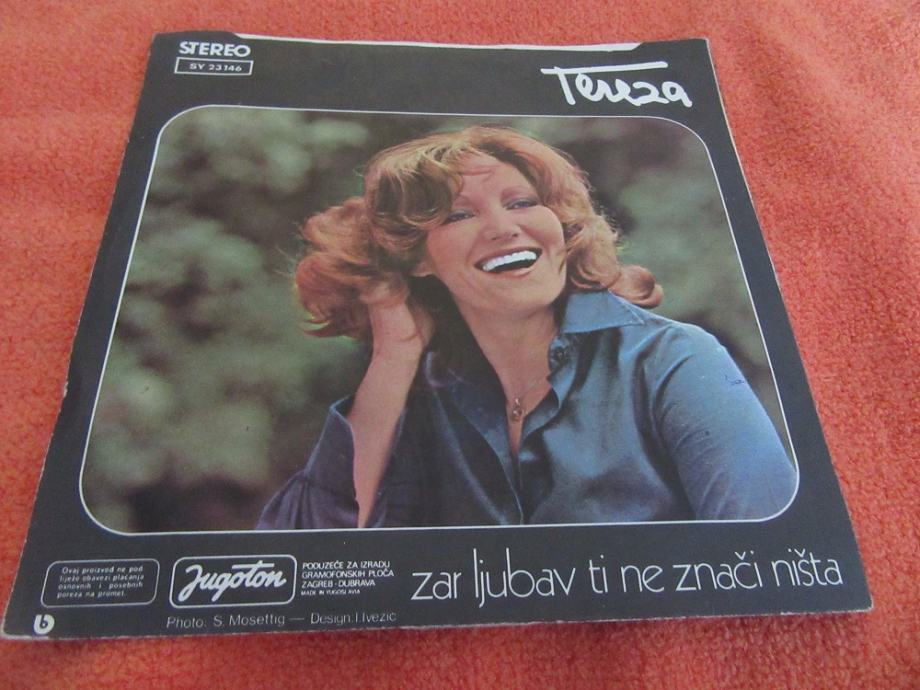 STEREO
SY 23146
Tereza
Ovaj proizvod ne pod
liježe obavezi plaćanja
osnovnih i posebnih
poreza na promet.
Jugoton
PODUZEĆE ZA IZRADU
GRAMOFONSKIH PLOČA
ZAGREB - DUBRAVA
MADE IN YUGOSLAVIA
zar ljubav ti ne znači ništa
b
Photo: S. Mosettig — Design: I.Ivezić